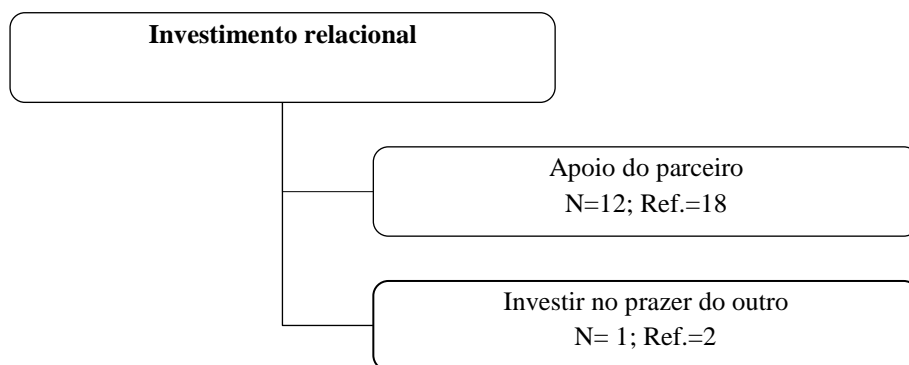 Investimento relacional
Apoio do parceiro
N=12; Ref.=18
Investir no prazer do outro
N= 1; Ref.=2